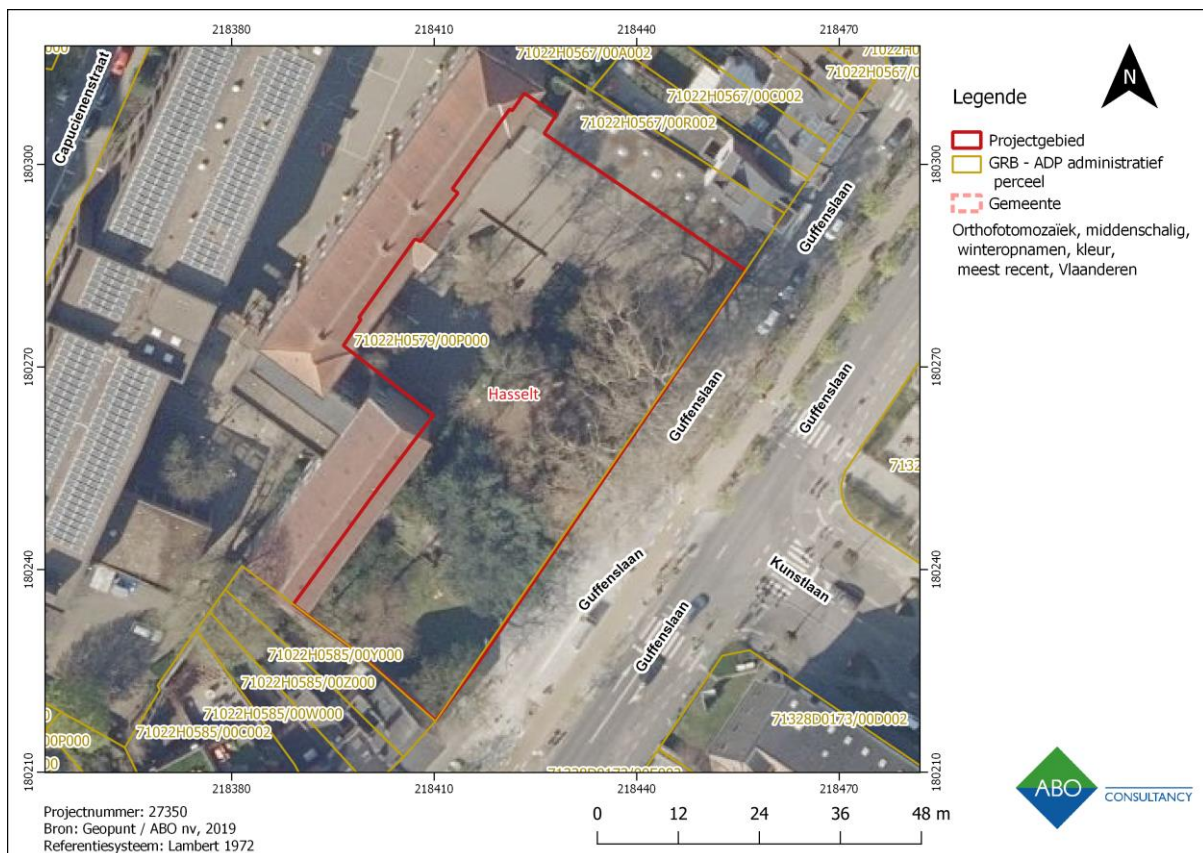 218380
218410
218440
218470
180300
180270
180240
180210
Capucienenstraat
71022H0567/00A002
71022H0567/00C002
71022H0567/00R002
71022H0579/00P000
Hasselt
Guffenslaan
Guffenslaan
Guffenslaan
Guffenslaan
Guffenslaan
Kunstlaan
71022H0585/00Y000
71022H0585/00Z000
71022H0585/00W000
71022H0585/00C002
71328D0173/00D002
180300
180270
180240
180210
218380
218410
218440
218470
N
Legende
Projectgebied
GRB - ADP administratief
perceel
Gemeente
Orthofotomozaïek, middenschalig,
winteropnamen, kleur,
meest recent, Vlaanderen
Projectnummer: 27350
Bron: Geopunt / ABO nv, 2019
Referentiesysteem: Lambert 1972
0 12 24 36 48 m
ABO CONSULTANCY